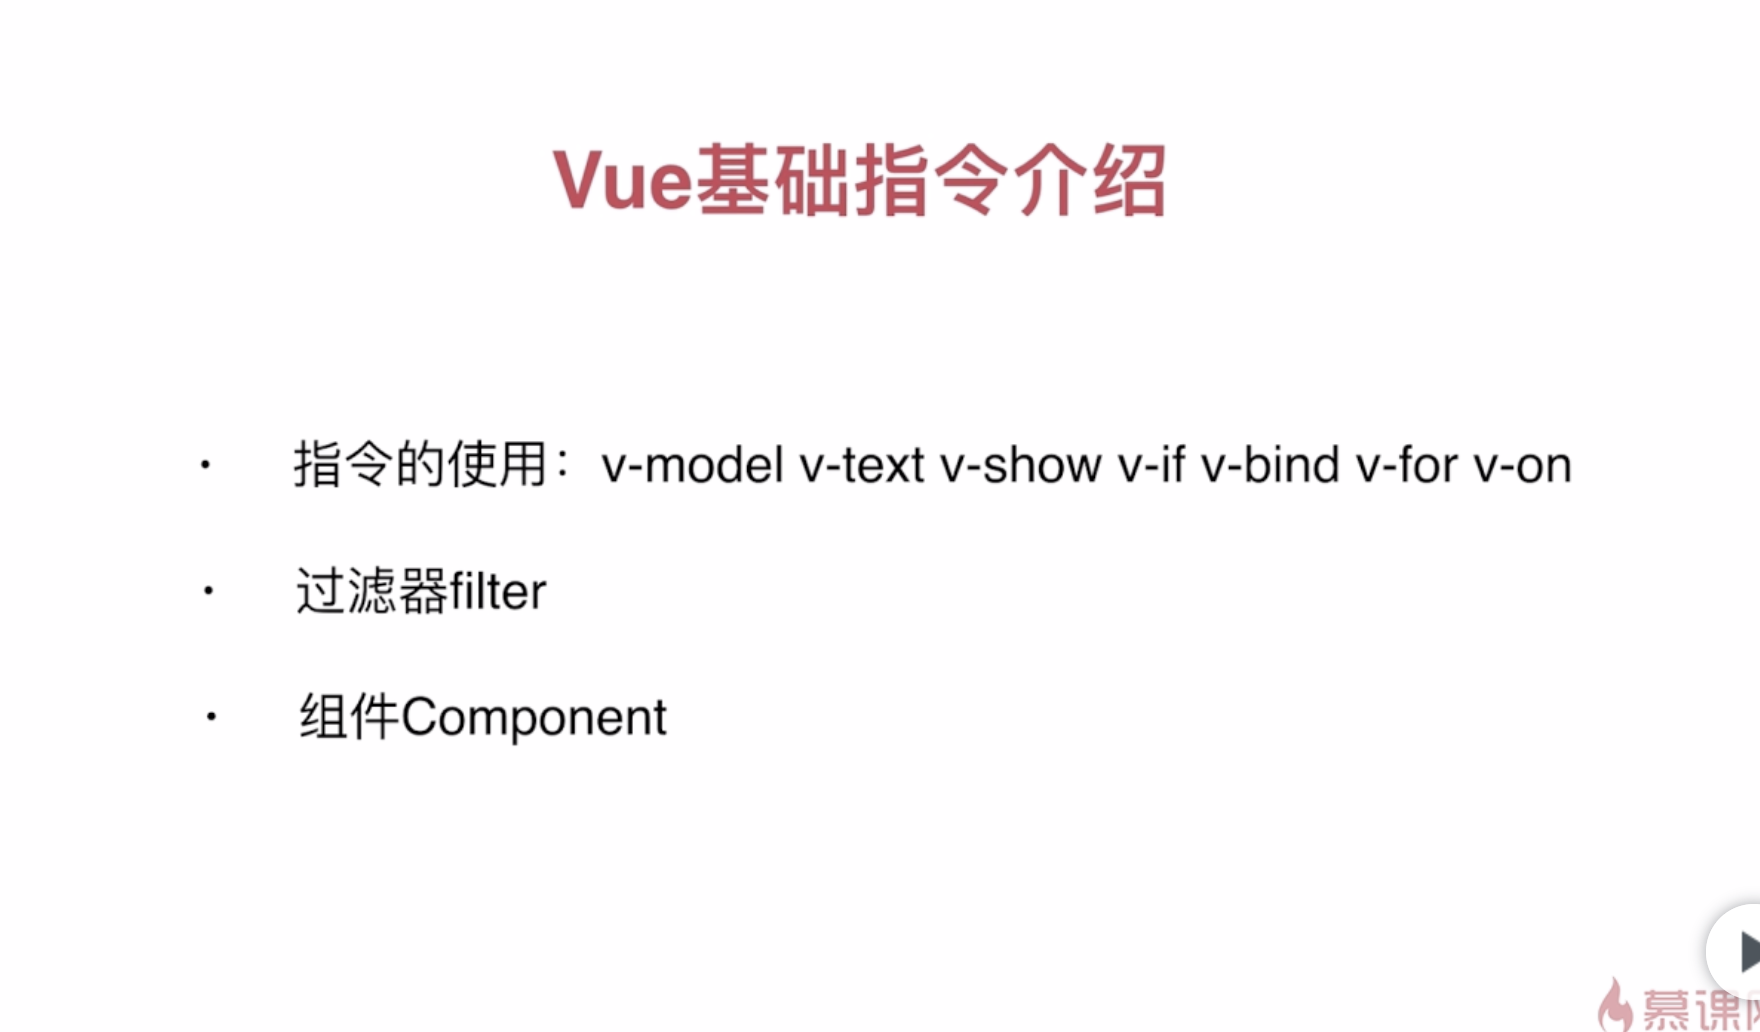 Vue基础指令介绍
· 指令的使用：v-model v-text v-show v-if v-bind v-for v-on
· 过滤器filter
· 组件Component
慕课